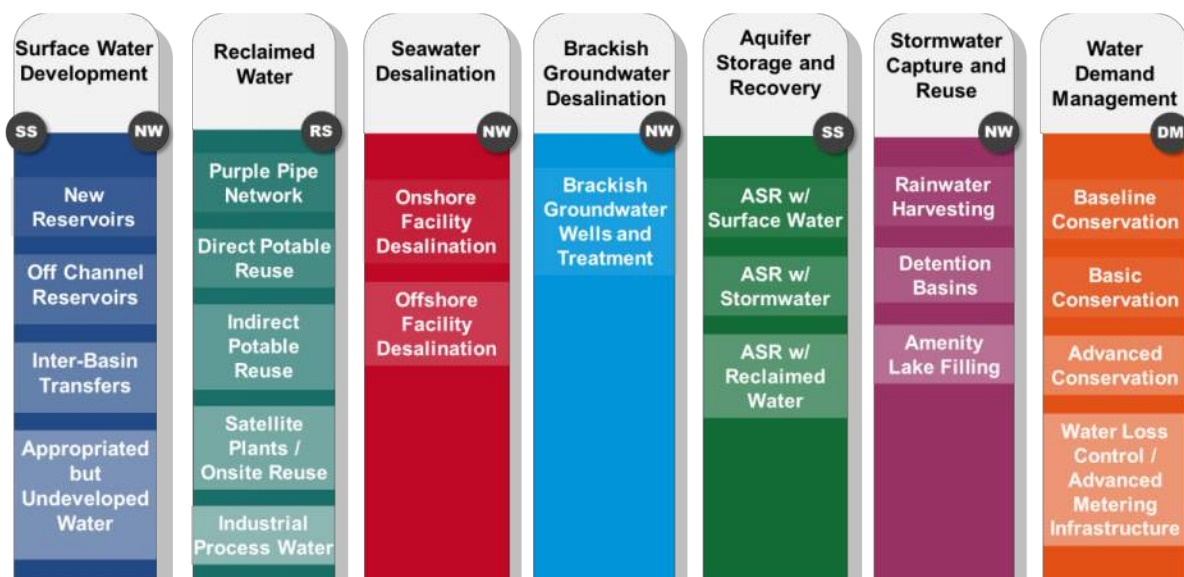 Surface Water
Development
SS
NW
New
Reservoirs
Off Channel
Reservoirs
Inter-Basin
Transfers
Appropriated
but
Undeveloped
Water
Reclaimed
Water
RS
Purple Pipe
Network
Direct Potable
Reuse
Indirect
Potable
Reuse
Satellite
Plants /
Onsite Reuse
Industrial
Process Water
Seawater
Desalination
NW
Onshore
Facility
Desalination
Offshore
Facility
Desalination
Brackish
Groundwater
Desalination
NW
Brackish
Groundwater
Wells and
Treatment
Aquifer
Storage and
Recovery
SS
ASR w/
Surface Water
ASR w/
Stormwater
ASR w/
Reclaimed
Water
Stormwater
Capture and
Reuse
NW
Rainwater
Harvesting
Detention
Basins
Amenity
Lake Filling
Water
Demand
Management
DM
Baseline
Conservation
Basic
Conservation
Advanced
Conservation
Water Loss
Control /
Advanced
Metering
Infrastructure